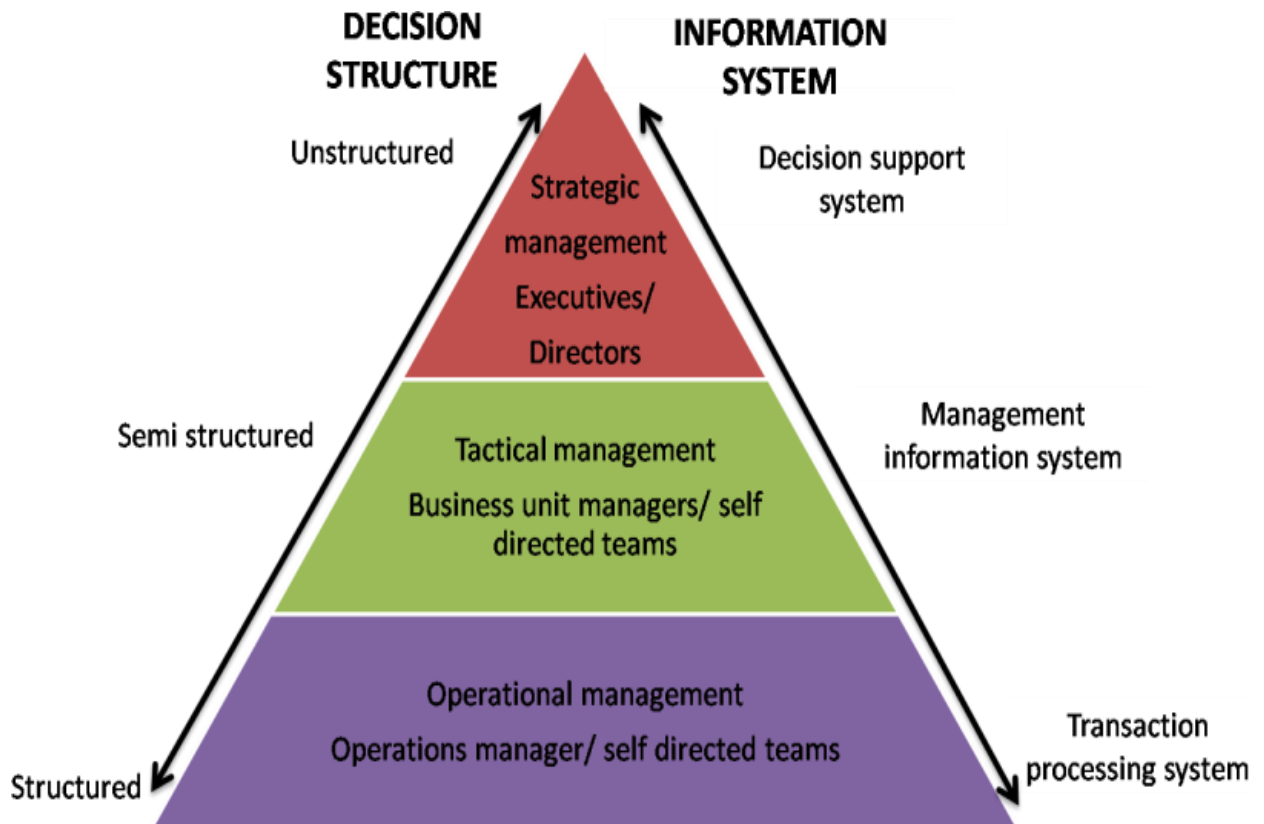 DECISION
STRUCTURE
INFORMATION
SYSTEM
Unstructured
Decision support
system
Strategic
management
Executives/
Directors
Semi structured
Management
information system
Tactical management
Business unit managers/ self
directed teams
Operational management
Operations manager/ self directed teams
Structured
Transaction
processing system